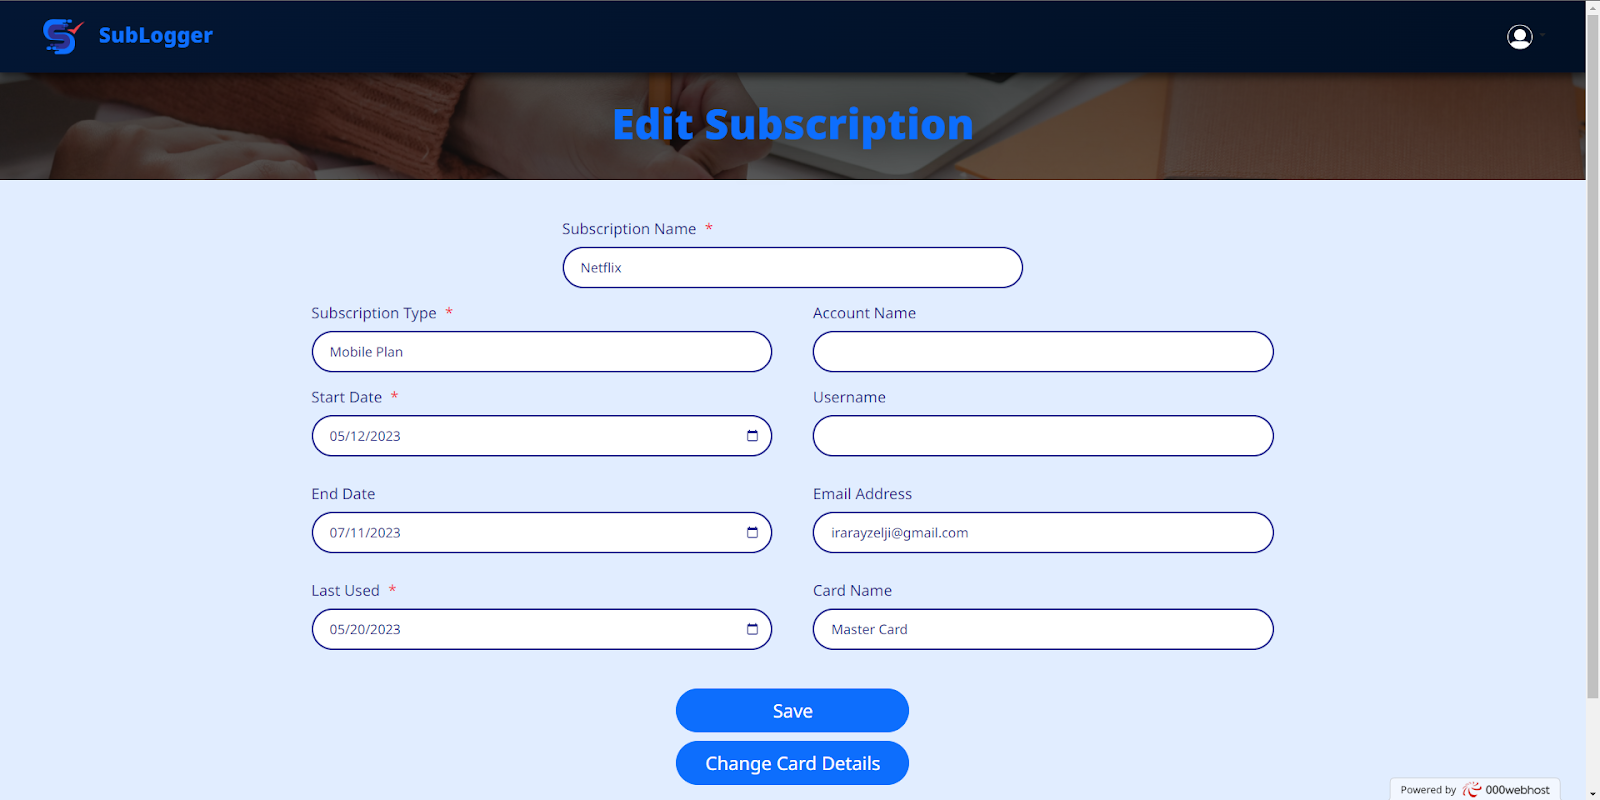 SubLogger
Edit Subscription
Subscription Name *
Netflix
Subscription Type *
Account Name
Mobile Plan
Start Date *
Username
05/12/2023
End Date
Email Address
07/11/2023
irarayzelji@gmail.com
Last Used *
Card Name
05/20/2023
Master Card
Save
Change Card Details
Powered by 000webhost